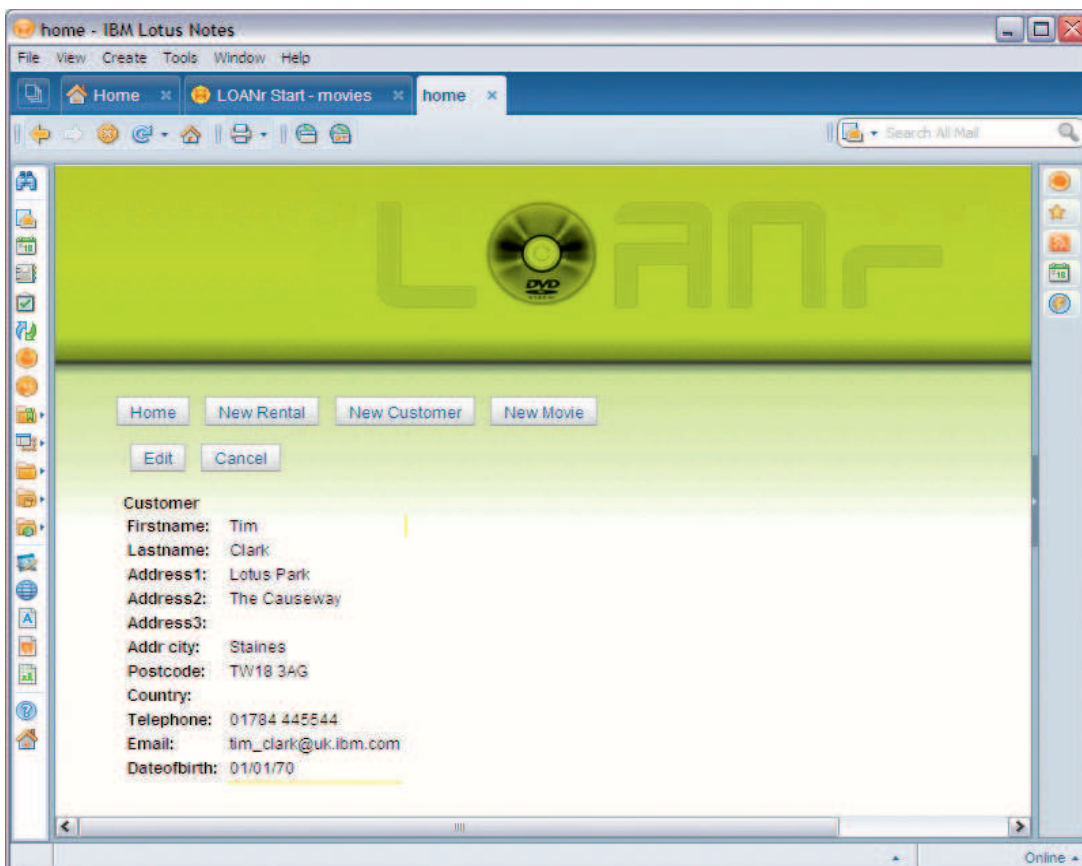 home - IBM Lotus Notes
File View Create Tools Window Help
Home LOANr Start - movies home
Search All Mail
LOANr
DVD
Home New Rental New Customer New Movie
Edit Cancel
Customer
Firstname: Tim
Lastname: Clark
Address1: Lotus Park
Address2: The Causeway
Address3:
Addr city: Staines
Postcode: TW18 3AG
Country:
Telephone: 01784 445544
Email: tim_clark@uk.ibm.com
Dateofbirth: 01/01/70
Online